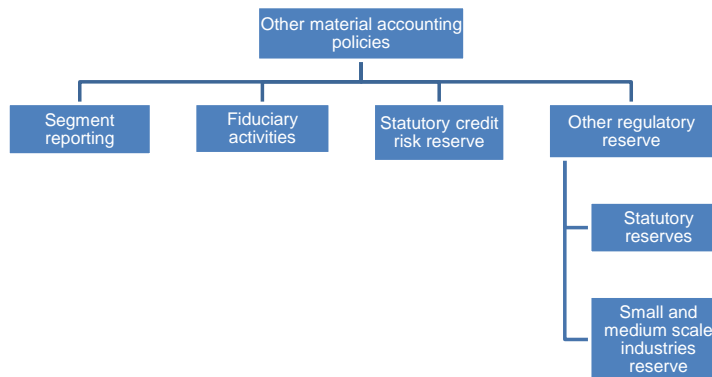 Other material accounting
policies
Segment
reporting
Fiduciary
activities
Statutory credit
risk reserve
Other regulatory
reserve
Statutory
reserves
Small and
medium scale
industries
reserve